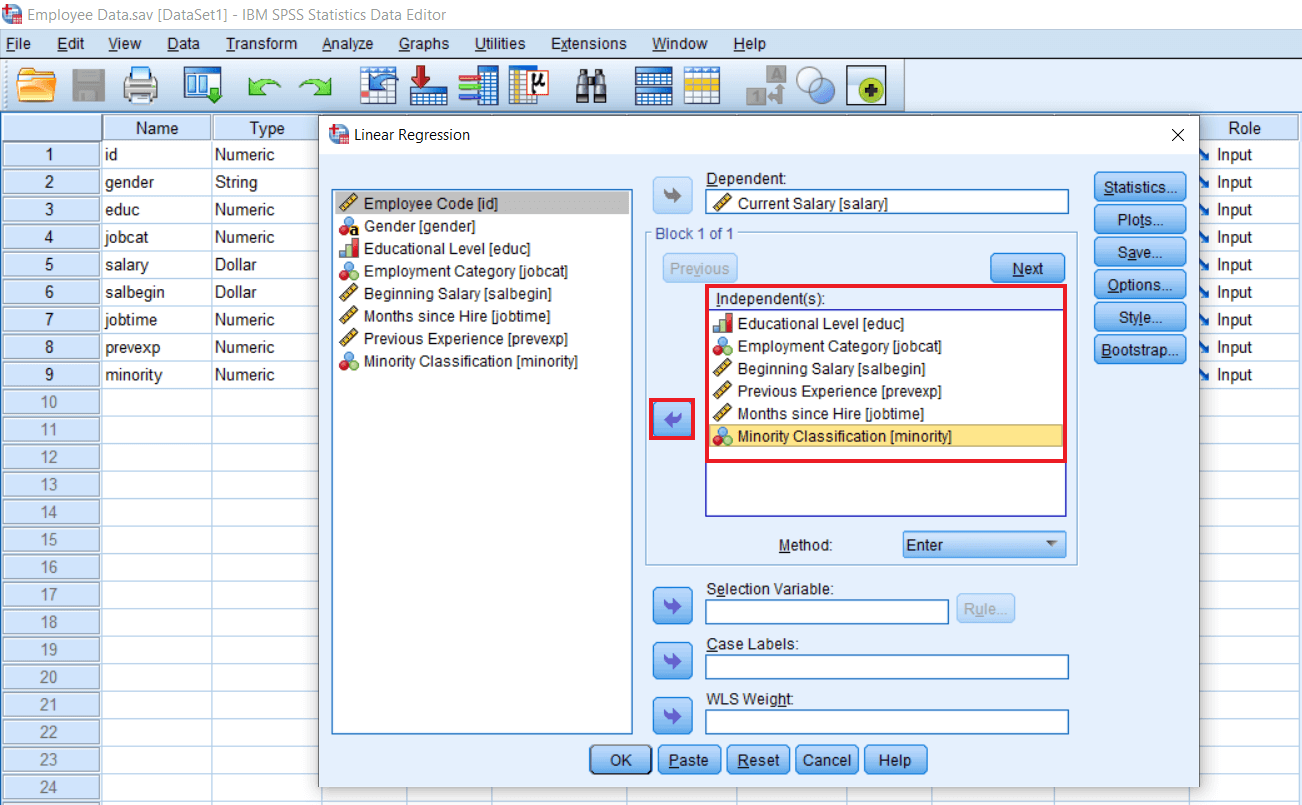 Employee Data.sav [DataSet1] - IBM SPSS Statistics Data Editor
File Edit View Data Transform Analyze Graphs Utilities Extensions Window Help
μ
A
1
Name Type Role
1 id Numeric Input
2 gender String Input
3 educ Numeric Input
4 jobcat Numeric Input
5 salary Dollar Input
6 salbegin Dollar Input
7 jobtime Numeric Input
8 prevexp Numeric Input
9 minority Numeric Input
10
11
12
13
14
15
16
17
18
19
20
21
22
23
24
Linear Regression
Employee Code [id]
a
Gender [gender]
Educational Level [educ]
Employment Category [jobcat]
Beginning Salary [salbegin]
Months since Hire [jobtime]
Previous Experience [prevexp]
Minority Classification [minority]
Dependent:
Current Salary [salary]
Block 1 of 1
Previous Next
Independent(s):
Educational Level [educ]
Employment Category [jobcat]
Beginning Salary [salbegin]
Previous Experience [prevexp]
Months since Hire [jobtime]
Minority Classification [minority]
Method: Enter
Selection Variable:
Rule...
Case Labels:
WLS Weight:
Statistics...
Plots...
Save...
Options...
Style...
Bootstrap...
OK Paste Reset Cancel Help